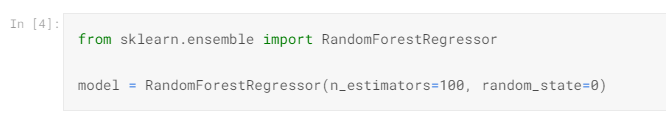 In [4]:
from sklearn.ensemble import RandomForestRegressor
model = RandomForestRegressor(n_estimators=100, random_state=0)